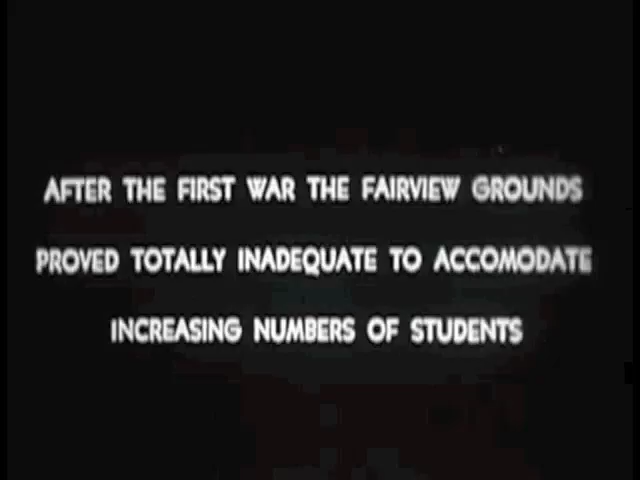 AFTER THE FIRST WAR THE FAIRVIEW GROUNDS
PROVED TOTALLY INADEQUATE TO ACCOMODATE
INCREASING NUMBERS OF STUDENTS